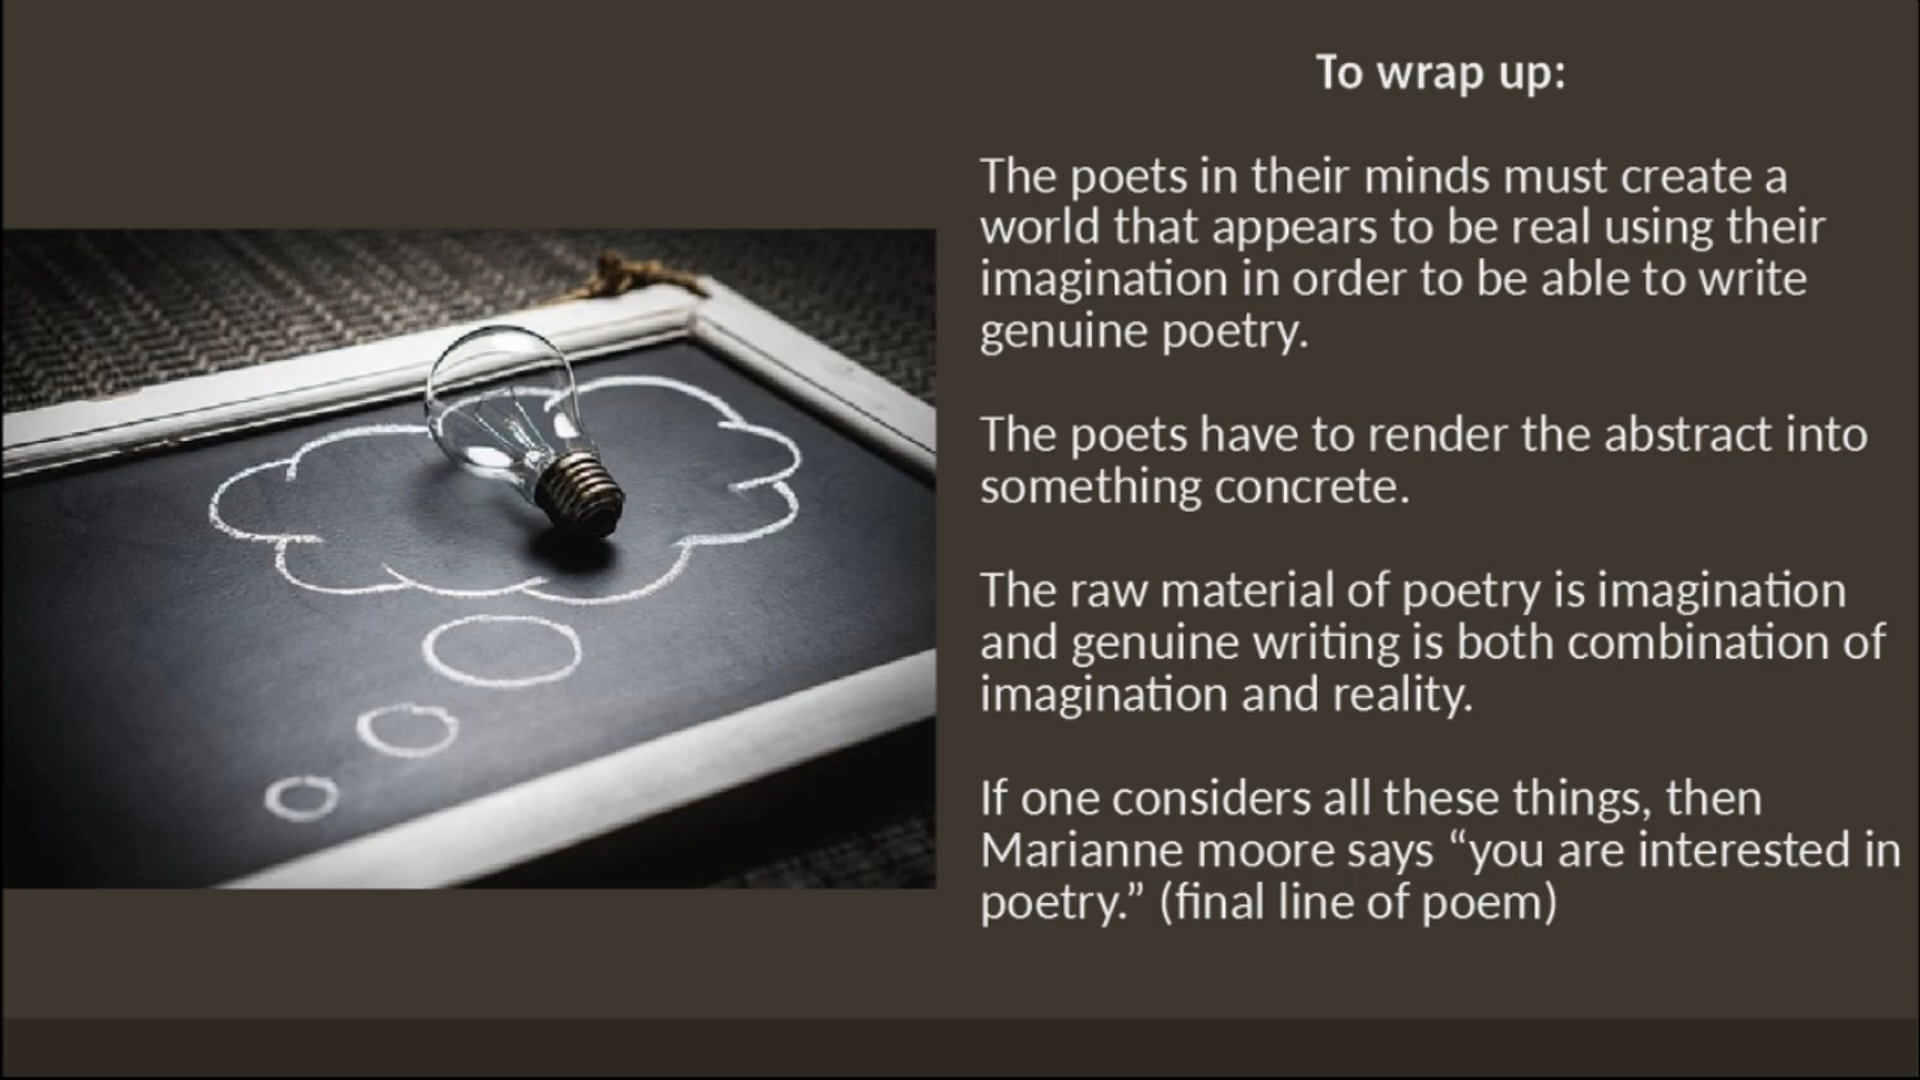 To wrap up:
The poets in their minds must create a
world that appears to be real using their
imagination in order to be able to write
genuine poetry.
The poets have to render the abstract into
something concrete.
The raw material of poetry is imagination
and genuine writing is both combination of
imagination and reality.
If one considers all these things, then
Marianne moore says “you are interested in
poetry.” (final line of poem)